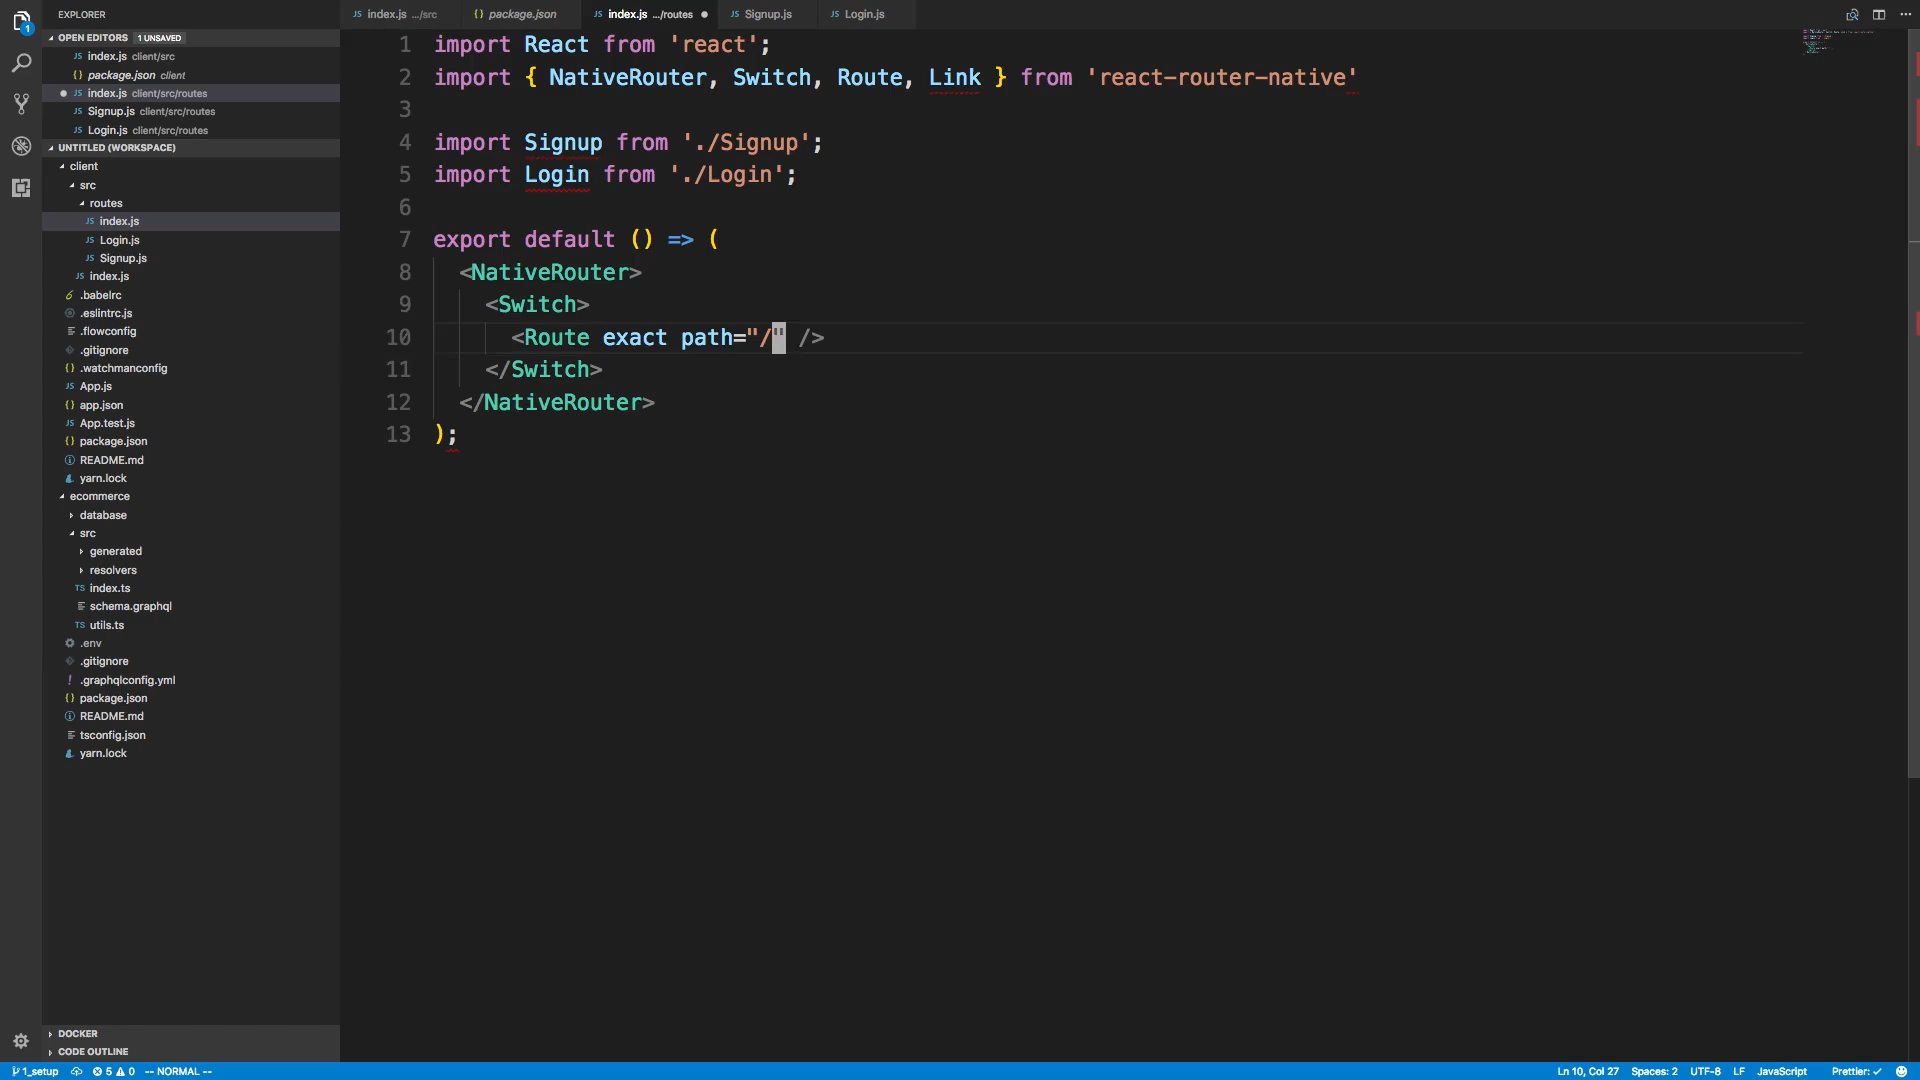 EXPLORER
index.js .../src
package.json
index.js .../routes
Signup.js
Login.js
OPEN EDITORS 1 UNSAVED
index.js client/src
package.json client
index.js client/src/routes
Signup.js client/src/routes
Login.js client/src/routes
UNTITLED (WORKSPACE)
client
src
routes
index.js
Login.js
Signup.js
index.js
.babelrc
.eslintrc.js
.flowconfig
.gitignore
.watchmanconfig
App.js
app.json
App.test.js
package.json
README.md
yarn.lock
ecommerce
database
src
generated
resolvers
index.ts
schema.graphql
utils.ts
.env
.gitignore
.graphqlconfig.yml
package.json
README.md
tsconfig.json
yarn.lock
DOCKER
CODE OUTLINE
1 import React from 'react';
2 import { NativeRouter, Switch, Route, Link } from 'react-router-native'
3
4 import Signup from './Signup';
5 import Login from './Login';
6
7 export default () => (
8 <NativeRouter>
9 <Switch>
10 <Route exact path="/" />
11 </Switch>
12 </NativeRouter>
13 );
1_setup 5 0 -- NORMAL -- Ln 10, Col 27 Spaces: 2 UTF-8 LF JavaScript Prettier: ✓